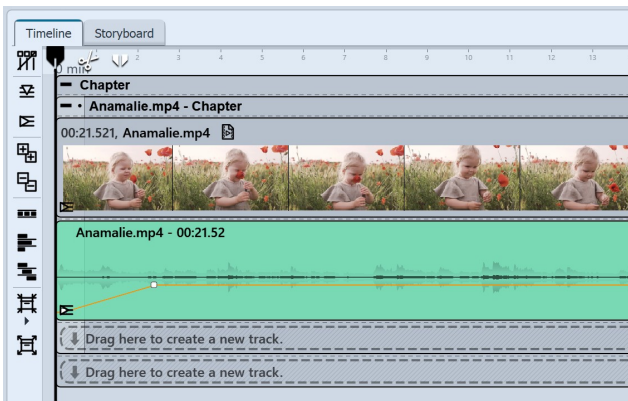 Timeline Storyboard
0 min 2 3 4 5 6 7 8 9 10 11 12 13
Chapter
Anamalie.mp4 - Chapter
00:21.521, Anamalie.mp4
Anamalie.mp4 - 00:21.52
Drag here to create a new track.
Drag here to create a new track.